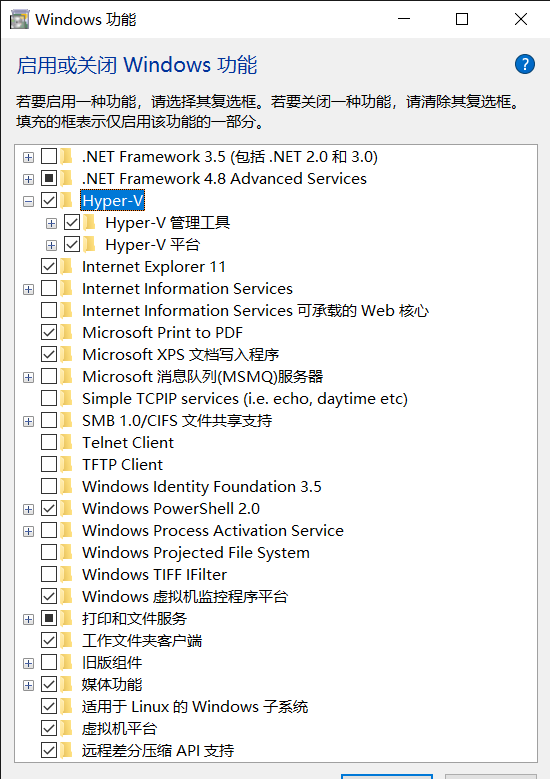 Windows 功能
启用或关闭 Windows 功能
?
若要启用一种功能，请选择其复选框。若要关闭一种功能，请清除其复选框。
填充的框表示仅启用该功能的一部分。
.NET Framework 3.5 (包括 .NET 2.0 和 3.0)
.NET Framework 4.8 Advanced Services
Hyper-V
Hyper-V 管理工具
Hyper-V 平台
Internet Explorer 11
Internet Information Services
Internet Information Services 可承载的 Web 核心
Microsoft Print to PDF
Microsoft XPS 文档写入程序
Microsoft 消息队列(MSMQ)服务器
Simple TCPIP services (i.e. echo, daytime etc)
SMB 1.0/CIFS 文件共享支持
Telnet Client
TFTP Client
Windows Identity Foundation 3.5
Windows PowerShell 2.0
Windows Process Activation Service
Windows Projected File System
Windows TIFF IFilter
Windows 虚拟机监控程序平台
打印和文件服务
工作文件夹客户端
旧版组件
媒体功能
适用于 Linux 的 Windows 子系统
虚拟机平台
远程差分压缩 API 支持